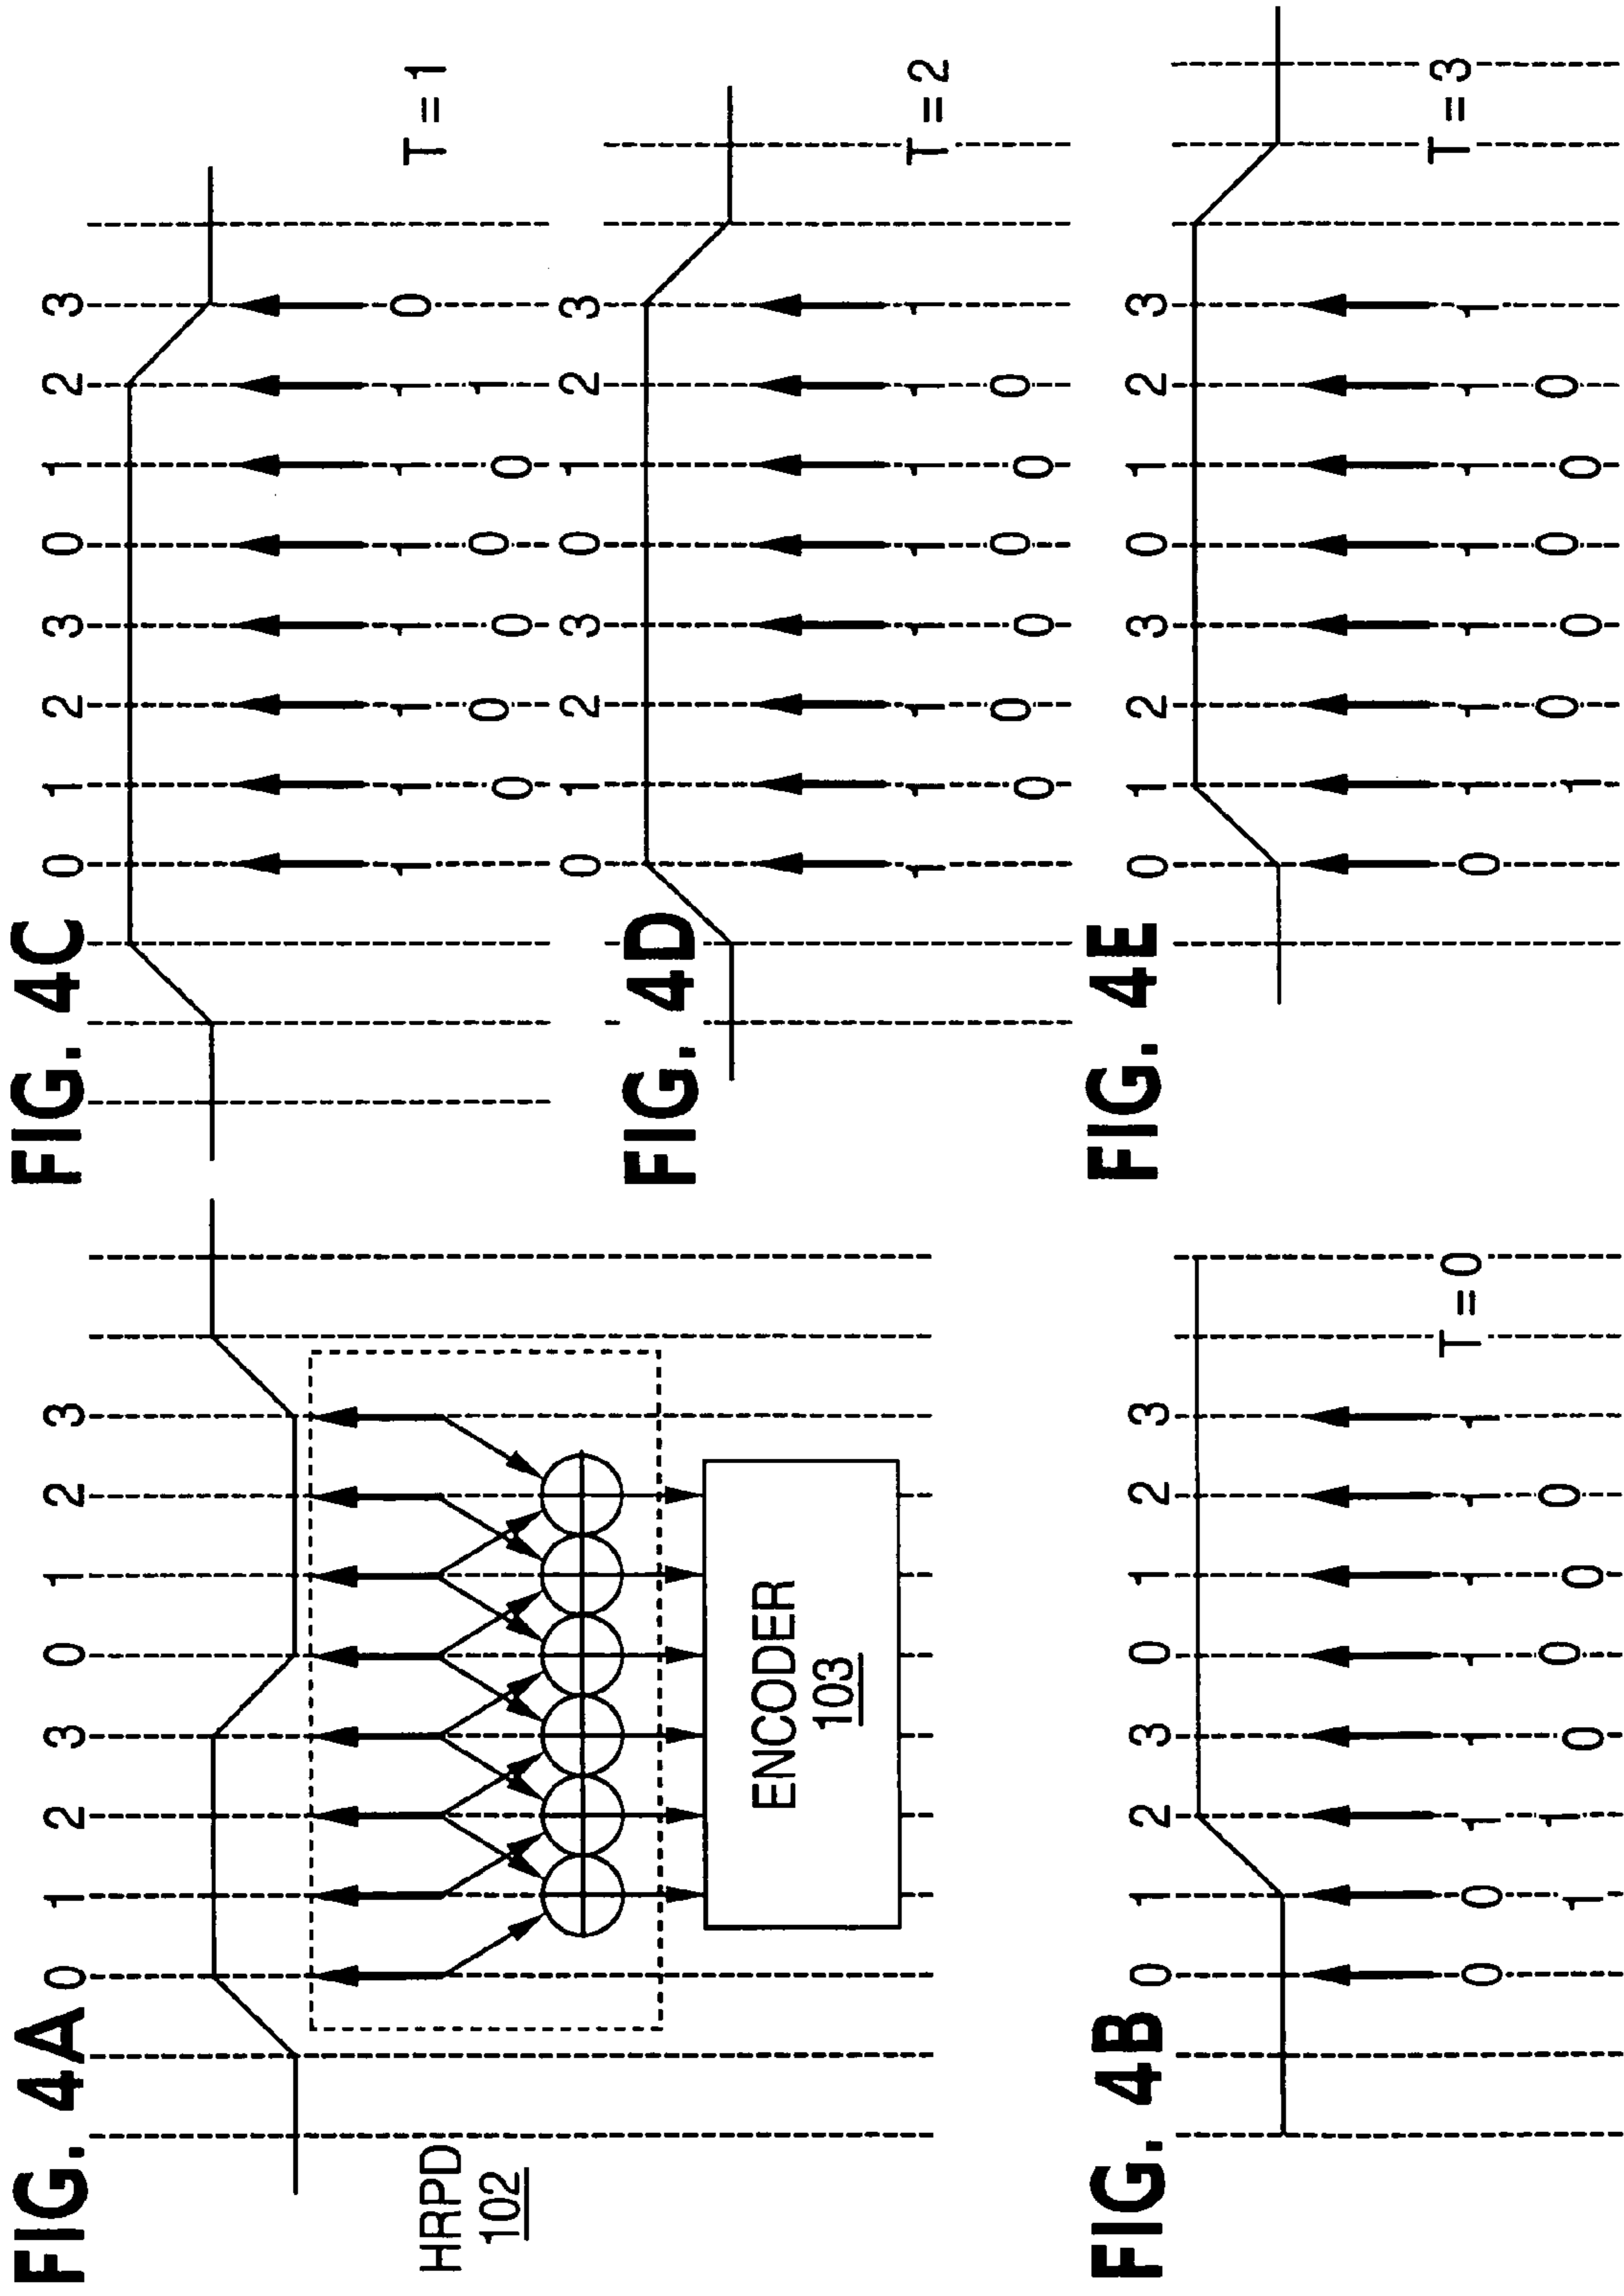 FIG. 4A
0 1 2 3 0 1 2 3
HRPD
102
ENCODER
103
FIG. 4B
0 1 2 3 0 1 2 3
0 0 1 1 1 1 1 1 T = 0
1 1 0 0 0 0
FIG. 4C
0 1 2 3 0 1 2 3
1 1 1 1 1 1 1 0 T = 1
0 0 0 0 0 1
FIG. 4D
0 1 2 3 0 1 2 3
1 1 1 1 1 1 1 1 T = 2
0 0 0 0 0 0
FIG. 4E
0 1 2 3 0 1 2 3
0 1 1 1 1 1 1 1 T = 3
1 0 0 0 0 0